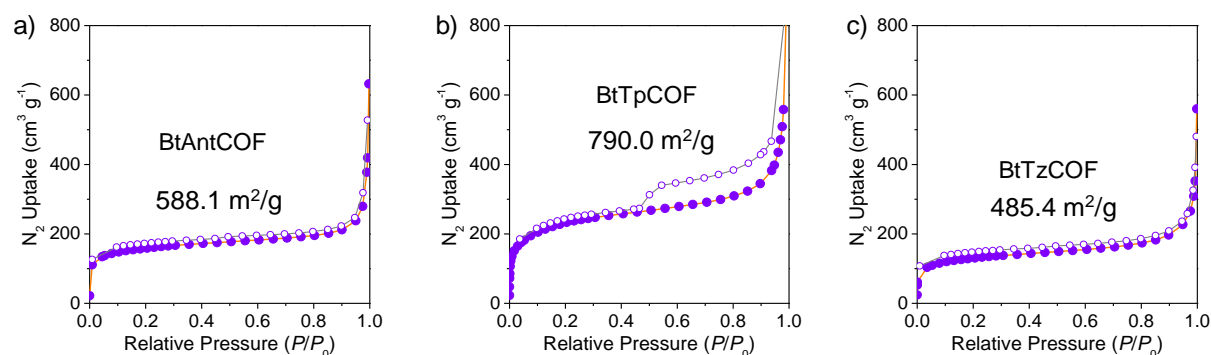 a)
800
600
400
200
0
N₂ Uptake (cm³ g⁻¹)
BtAntCOF
588.1 m²/g
0.0 0.2 0.4 0.6 0.8 1.0
Relative Pressure (P/P₀)
b)
800
600
400
200
0
N₂ Uptake (cm³ g⁻¹)
BtTpCOF
790.0 m²/g
0.0 0.2 0.4 0.6 0.8 1.0
Relative Pressure (P/P₀)
c)
800
600
400
200
0
N₂ Uptake (cm³ g⁻¹)
BtTzCOF
485.4 m²/g
0.0 0.2 0.4 0.6 0.8 1.0
Relative Pressure (P/P₀)